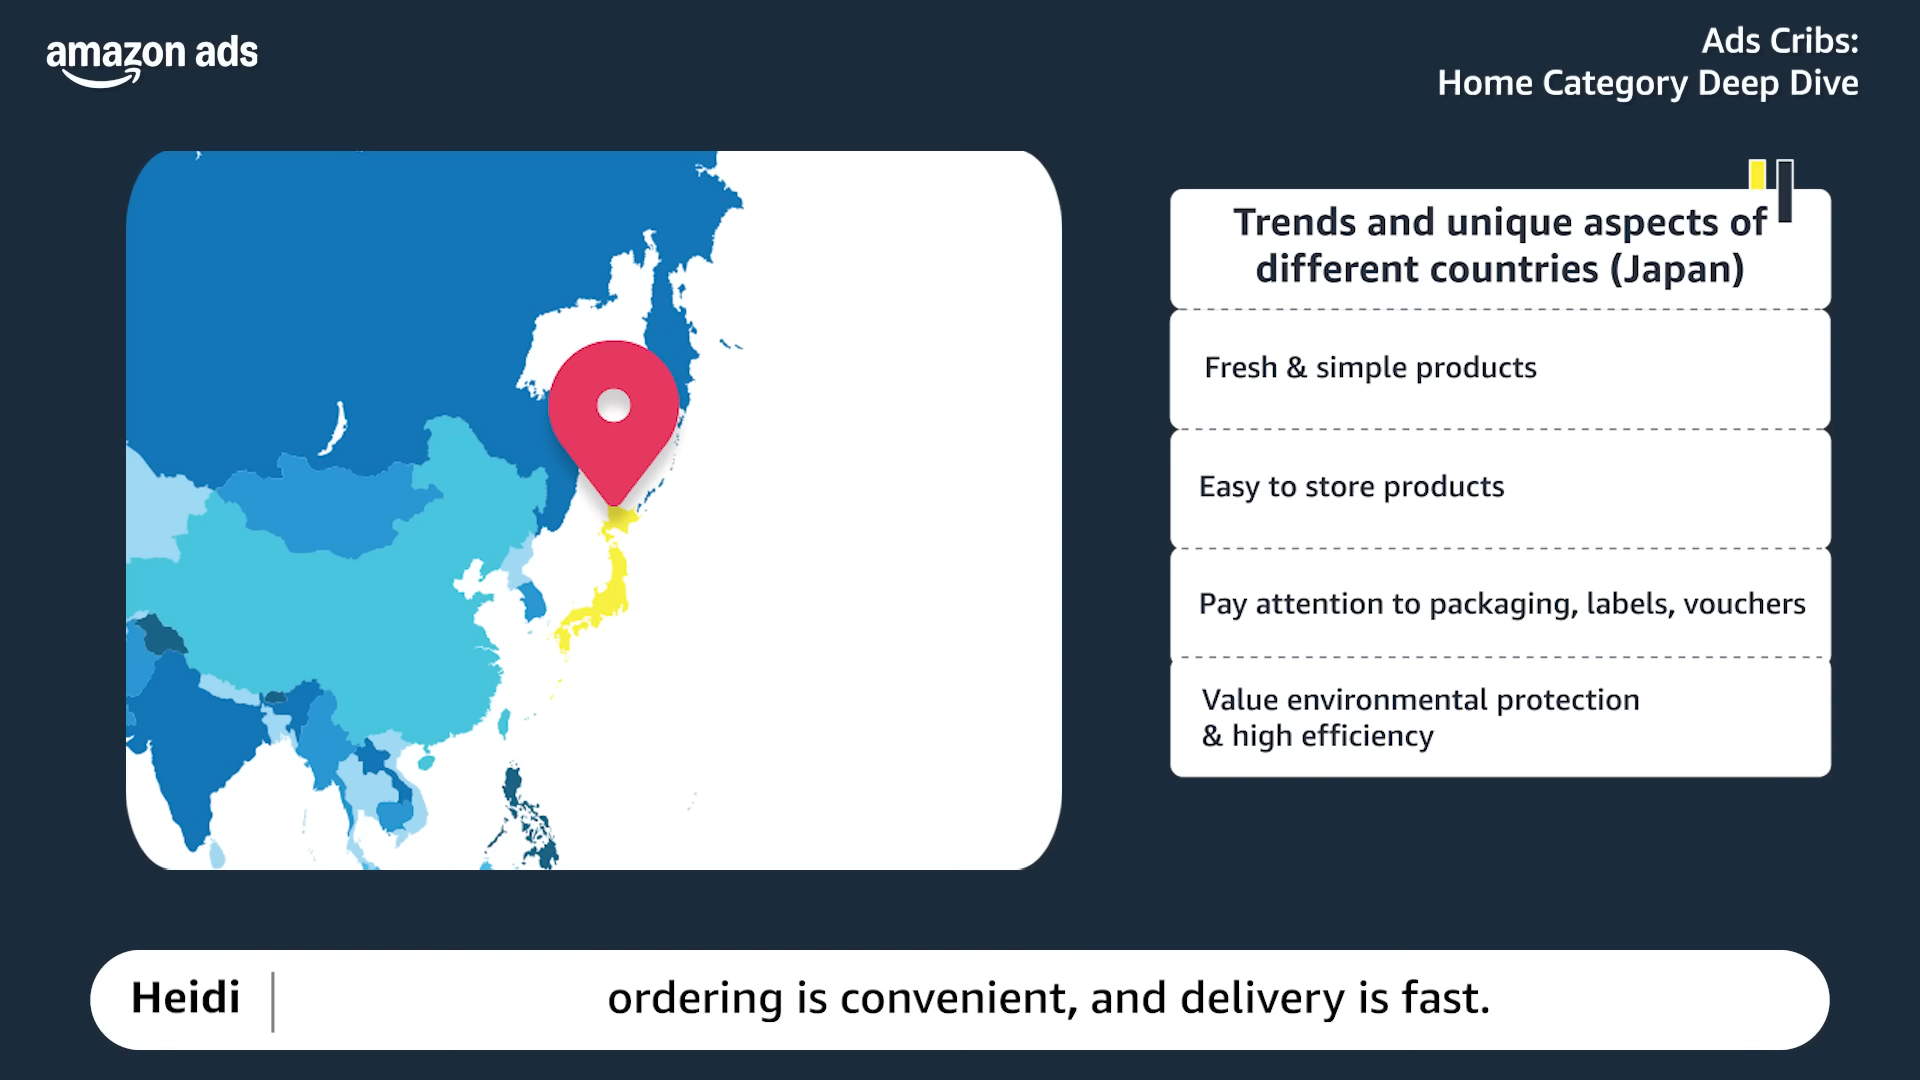 amazon ads
Ads Cribs:
Home Category Deep Dive
Trends and unique aspects of
different countries (Japan)
Fresh & simple products
Easy to store products
Pay attention to packaging, labels, vouchers
Value environmental protection
& high efficiency
Heidi
ordering is convenient, and delivery is fast.